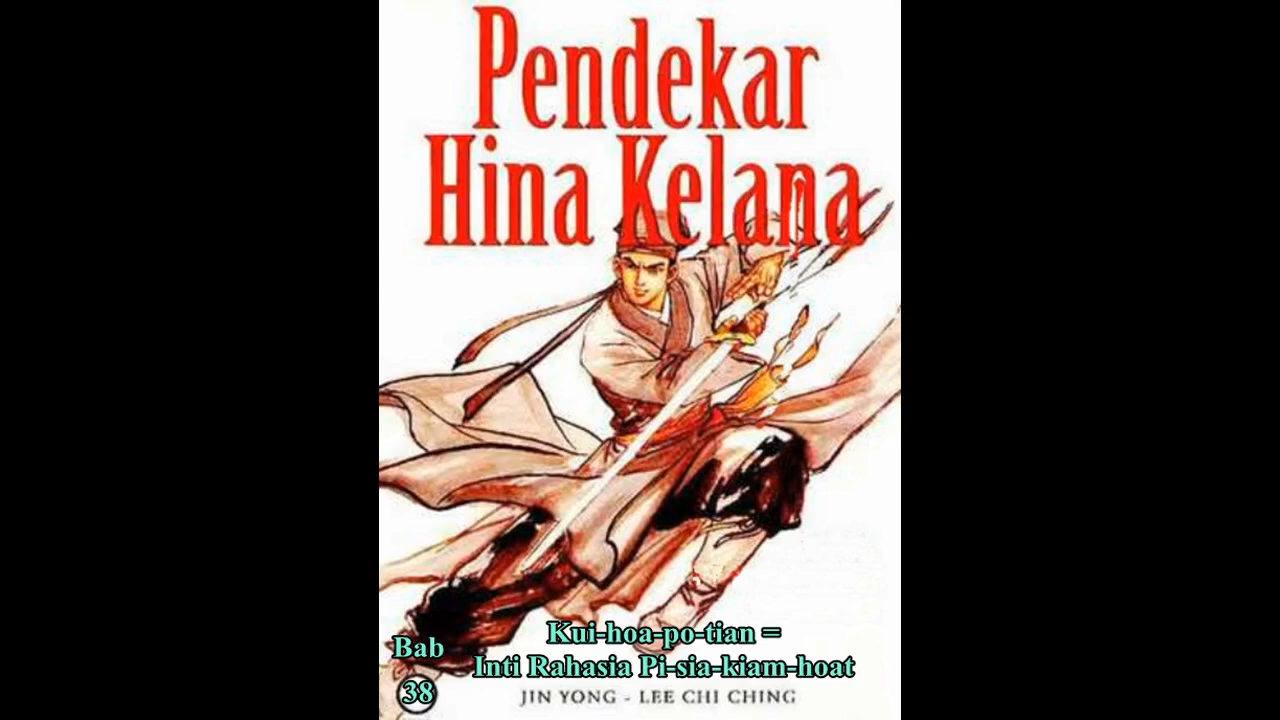 Pendekar
Hina Kelana
Bab
38
Kui-hoa-po-tian =
Inti Rahasia Pi-sia-kiam-hoat
JIN YONG - LEE CHI CHING